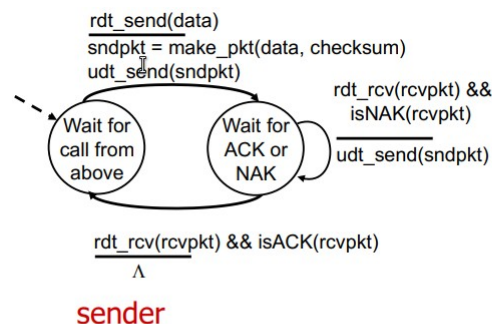 rdt_send(data)
sndpkt = make_pkt(data, checksum)
udt_send(sndpkt)
rdt_rcv(rcvpkt) &&
isNAK(rcvpkt)
udt_send(sndpkt)
Wait for
call from
above
Wait for
ACK or
NAK
rdt_rcv(rcvpkt) && isACK(rcvpkt)
Λ
sender